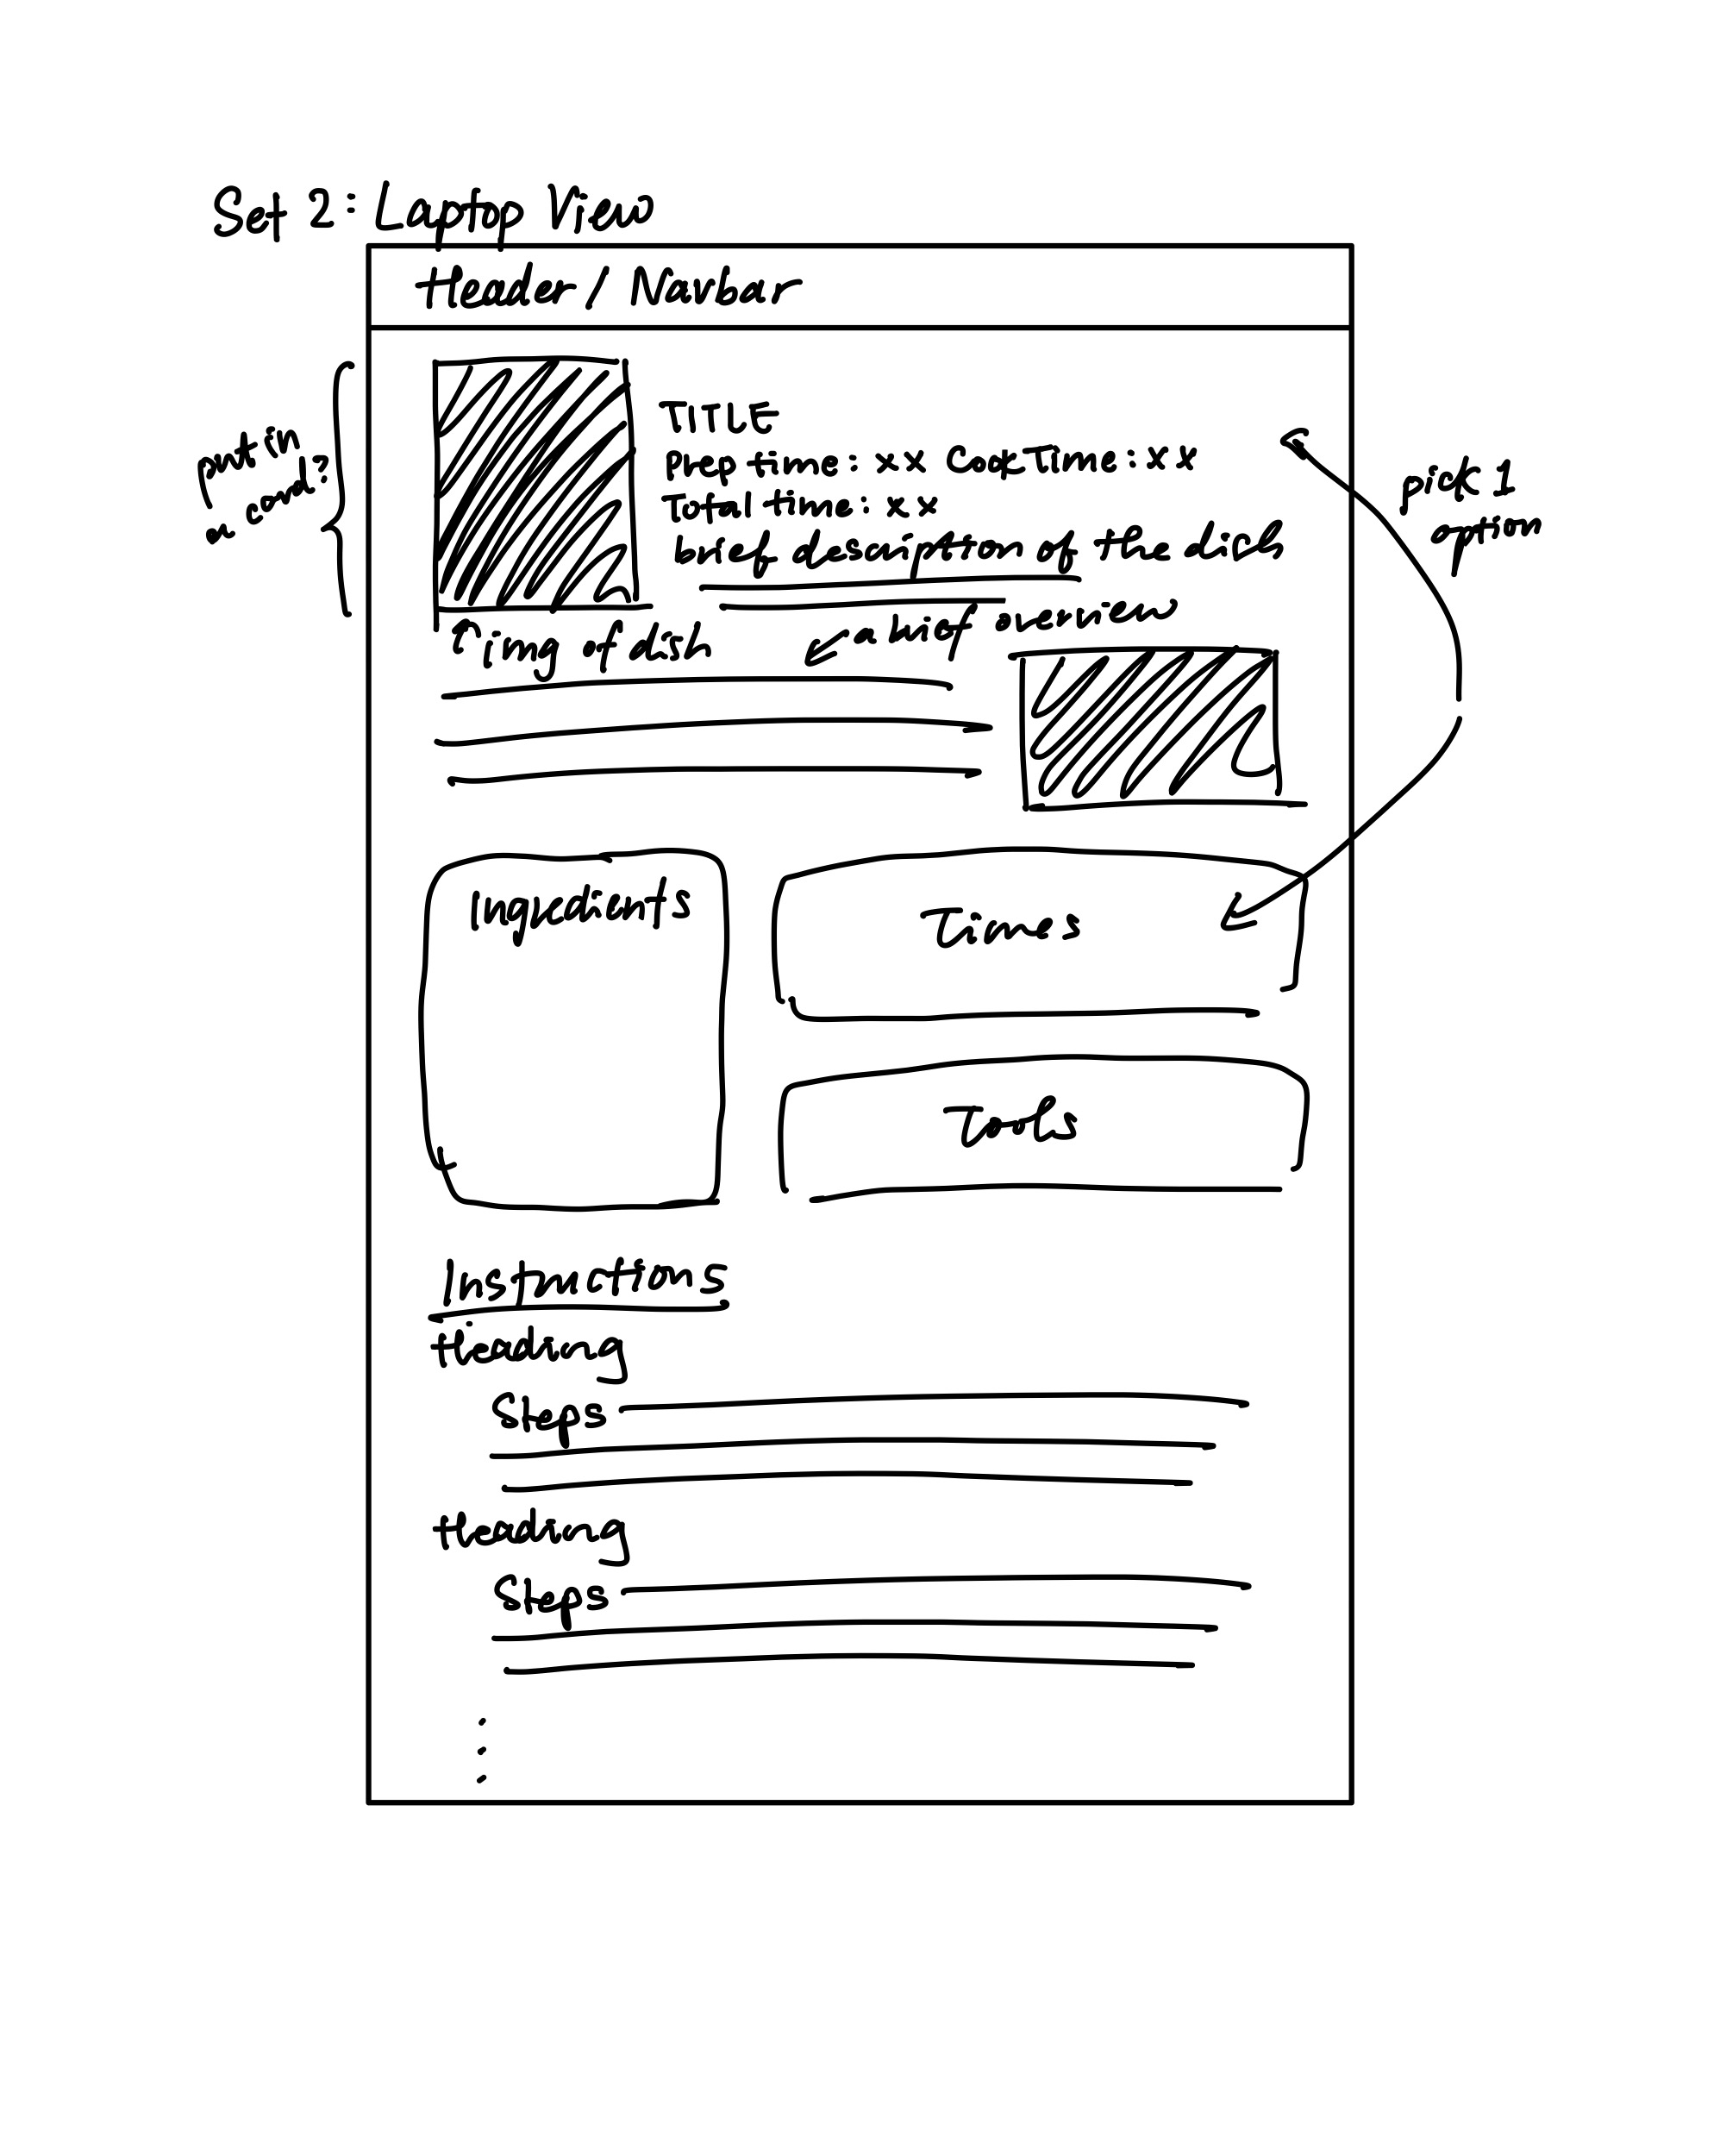 Set 2: Laptop View
Header / Navbar
put in
a card?
TITLE
Prep time: xx Cook Time: xx
Total time: xx
brief description of the dish
pick 1
option
img of dish
a brief overview
Ingredients
Times
Tools
Instructions
Heading
Steps
Heading
Steps